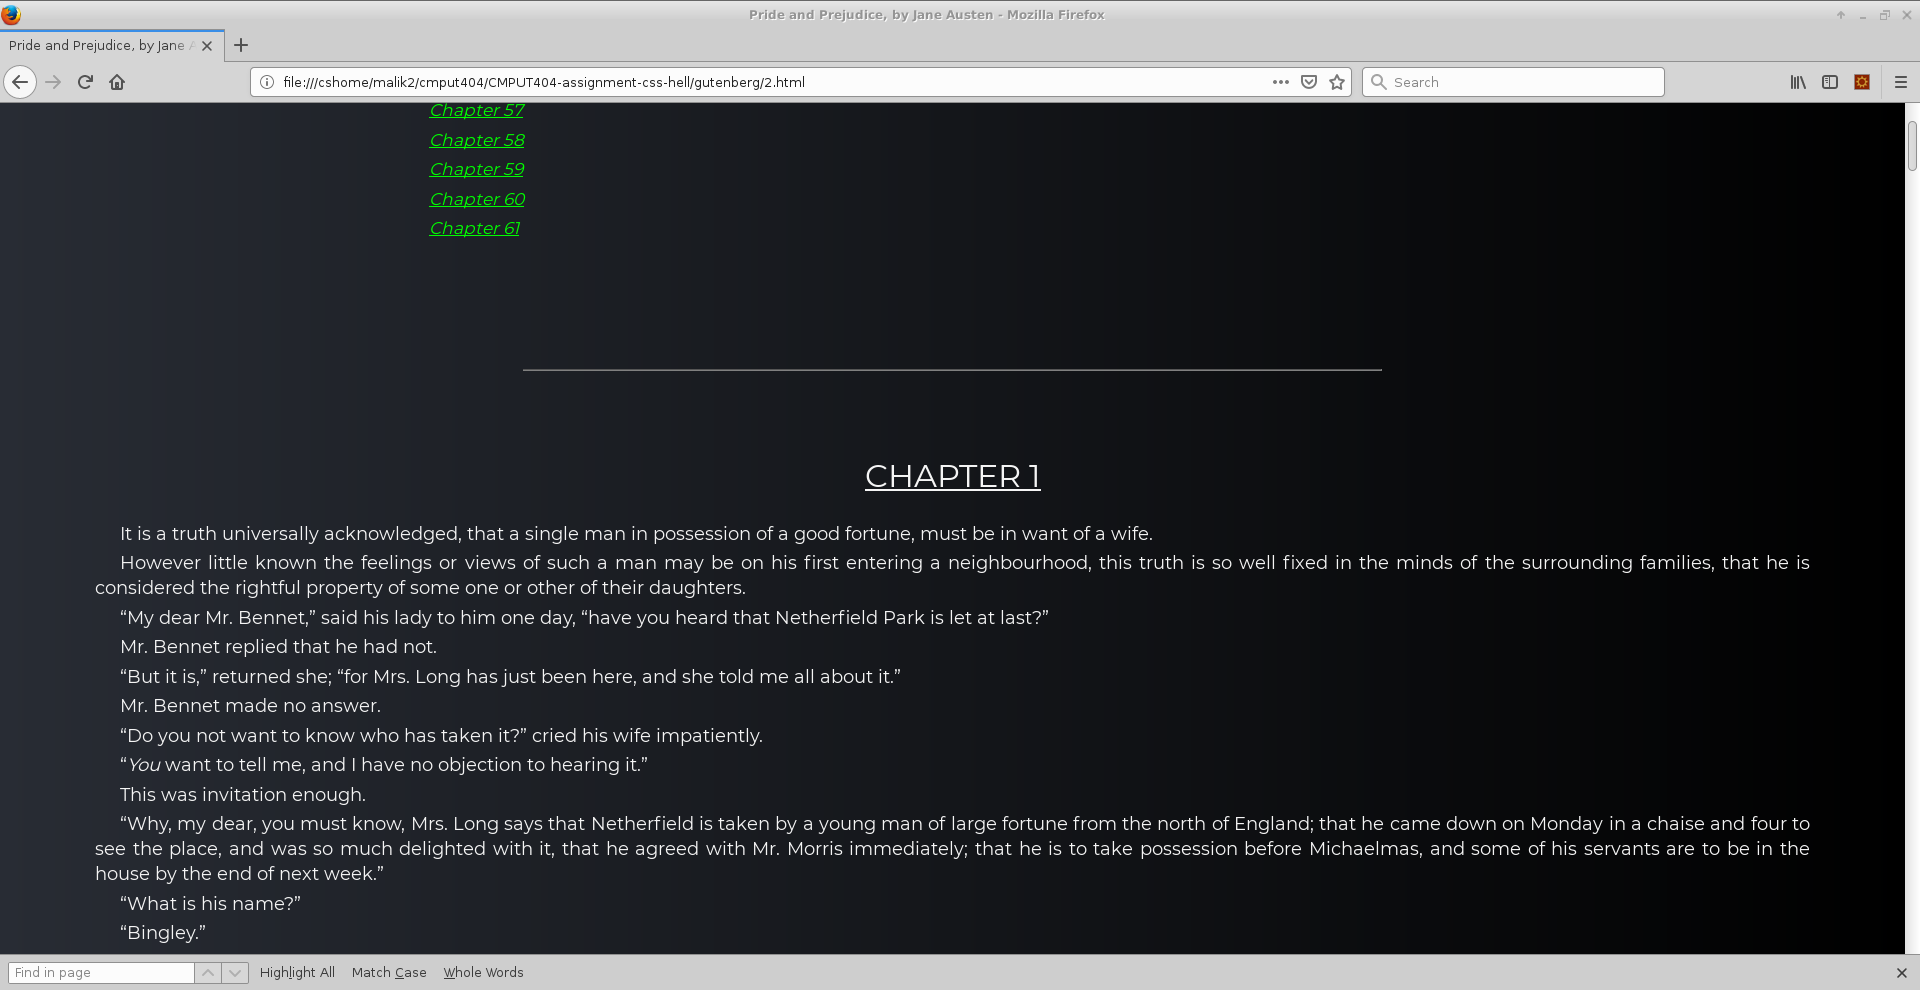 Pride and Prejudice, by Jane Austen - Mozilla Firefox
Pride and Prejudice, by Jane
file:///cshome/malik2/cmput404/CMPUT404-assignment-css-hell/gutenberg/2.html
Search
Chapter 57
Chapter 58
Chapter 59
Chapter 60
Chapter 61
CHAPTER 1
It is a truth universally acknowledged, that a single man in possession of a good fortune, must be in want of a wife.
However little known the feelings or views of such a man may be on his first entering a neighbourhood, this truth is so well fixed in the minds of the surrounding families, that he is
considered the rightful property of some one or other of their daughters.
“My dear Mr. Bennet,” said his lady to him one day, “have you heard that Netherfield Park is let at last?”
Mr. Bennet replied that he had not.
“But it is,” returned she; “for Mrs. Long has just been here, and she told me all about it.”
Mr. Bennet made no answer.
“Do you not want to know who has taken it?” cried his wife impatiently.
“You want to tell me, and I have no objection to hearing it.”
This was invitation enough.
“Why, my dear, you must know, Mrs. Long says that Netherfield is taken by a young man of large fortune from the north of England; that he came down on Monday in a chaise and four to
see the place, and was so much delighted with it, that he agreed with Mr. Morris immediately; that he is to take possession before Michaelmas, and some of his servants are to be in the
house by the end of next week.”
“What is his name?”
“Bingley.”
Find in page
Highlight All
Match Case
Whole Words